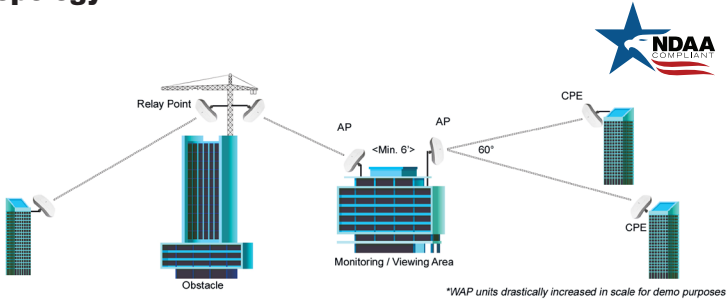 NDAA
COMPLIANT
Relay Point
AP
<Min. 6'>
AP
60°
CPE
CPE
Monitoring / Viewing Area
Obstacle
*WAP units drastically increased in scale for demo purposes